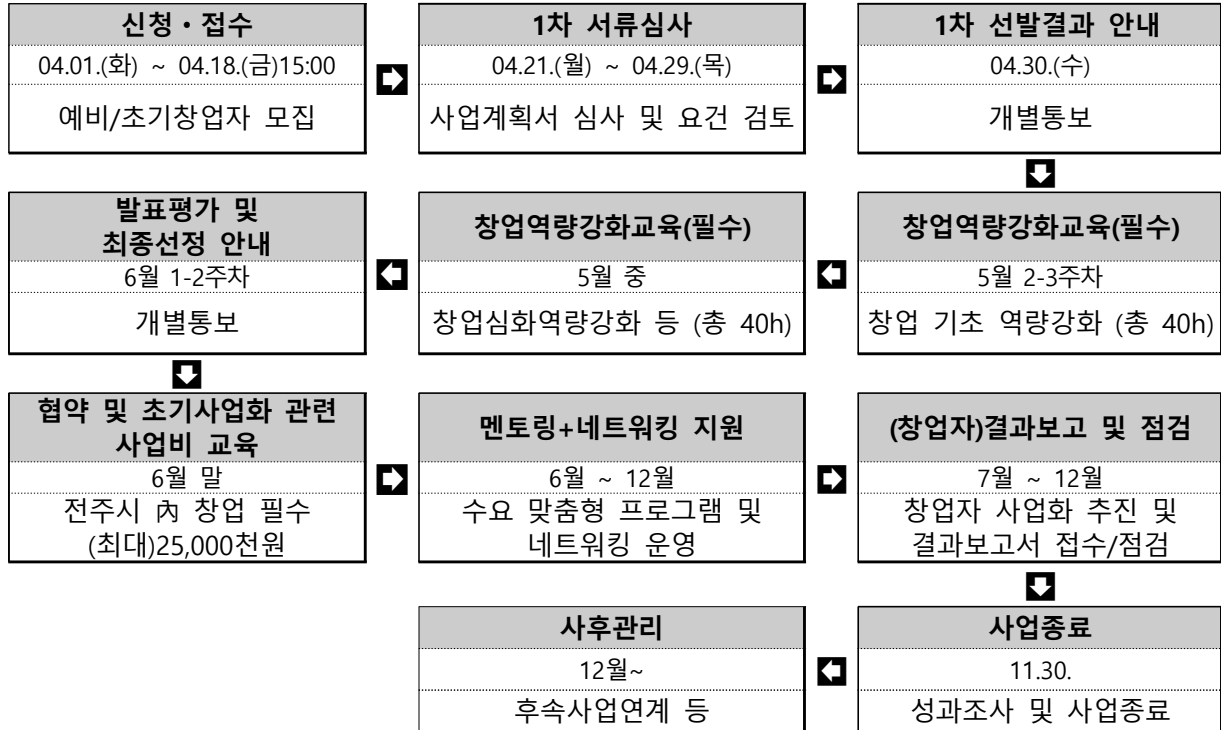 신청・접수
04.01.(화) ~ 04.18.(금)15:00
예비/초기창업자 모집
1차 서류심사
04.21.(월) ~ 04.29.(목)
사업계획서 심사 및 요건 검토
1차 선발결과 안내
04.30.(수)
개별통보
창업역량강화교육(필수)
5월 2-3주차
창업 기초 역량강화 (총 40h)
창업역량강화교육(필수)
5월 중
창업심화역량강화 등 (총 40h)
발표평가 및
최종선정 안내
6월 1-2주차
개별통보
협약 및 초기사업화 관련
사업비 교육
6월 말
전주시 內 창업 필수
(최대)25,000천원
멘토링+네트워킹 지원
6월 ~ 12월
수요 맞춤형 프로그램 및
네트워킹 운영
(창업자)결과보고 및 점검
7월 ~ 12월
창업자 사업화 추진 및
결과보고서 접수/점검
사업종료
11.30.
성과조사 및 사업종료
사후관리
12월~
후속사업연계 등